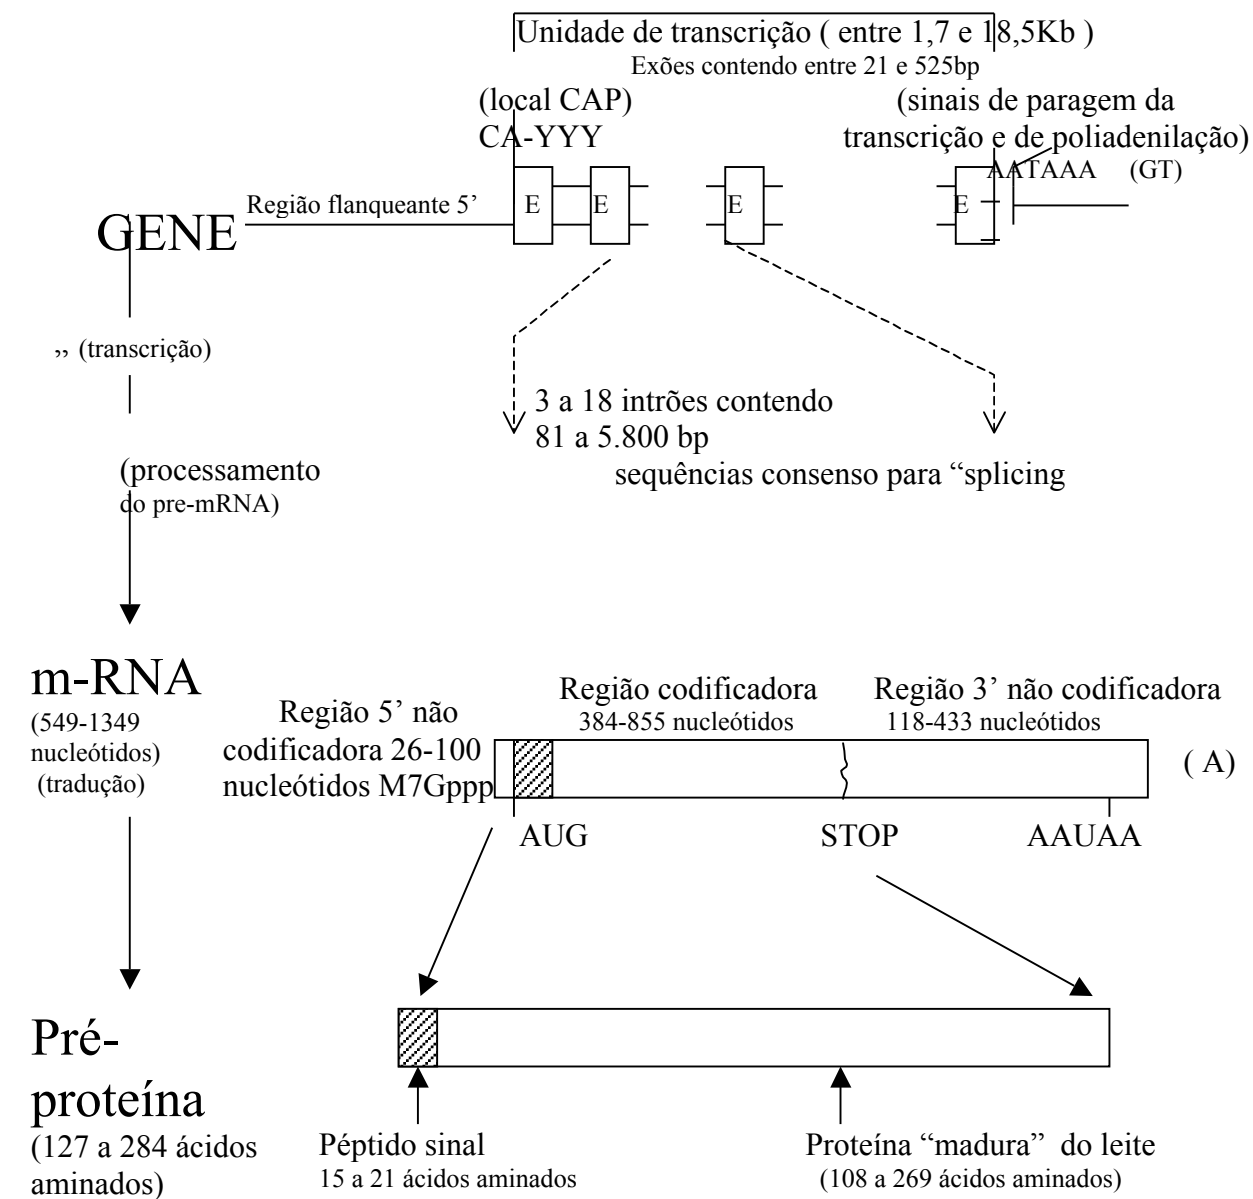 Unidade de transcrição ( entre 1,7 e 18,5Kb )
Exões contendo entre 21 e 525bp
(local CAP)
CA-YYY
(sinais de paragem da
transcrição e de poliadenilação)
AATAAA (GT)
GENE
Região flanqueante 5’
E
E
E
E
„ (transcrição)
3 a 18 intrões contendo
81 a 5.800 bp
sequências consenso para “splicing
(processamento
do pre-mRNA)
m-RNA
(549-1349
nucleótidos)
(tradução)
Região 5’ não
codificadora 26-100
nucleótidos M7Gppp
Região codificadora
384-855 nucleótidos
Região 3’ não codificadora
118-433 nucleótidos
( A)
AUG
STOP
AAUAA
Pré-
proteína
(127 a 284 ácidos
aminados)
Péptido sinal
15 a 21 ácidos aminados
Proteína “madura” do leite
(108 a 269 ácidos aminados)